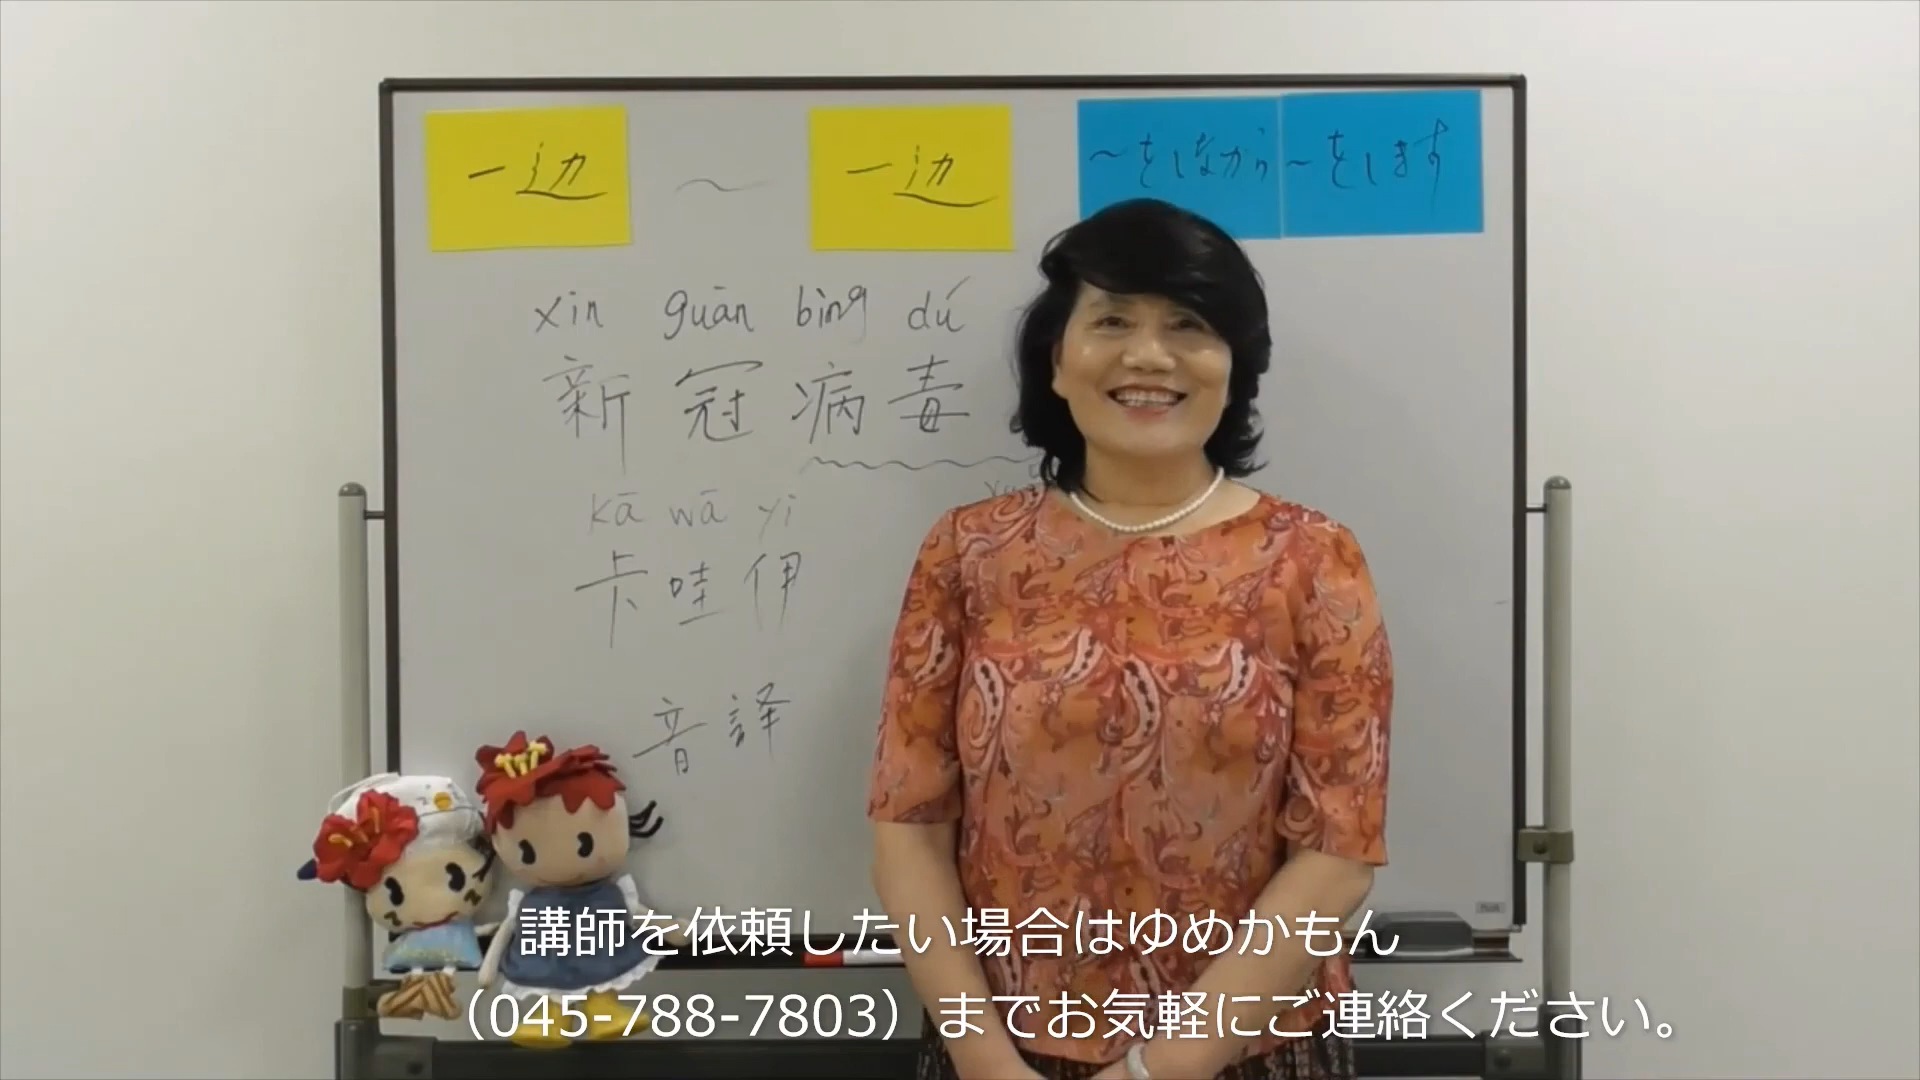 一边 ～ 一边 ～をしながら ～をします
xin guān bìng dú
新冠病毒
kā wā yi
卡哇伊
音譯
講師を依頼したい場合はゆめかもん
（045-788-7803）までお気軽にご連絡ください。